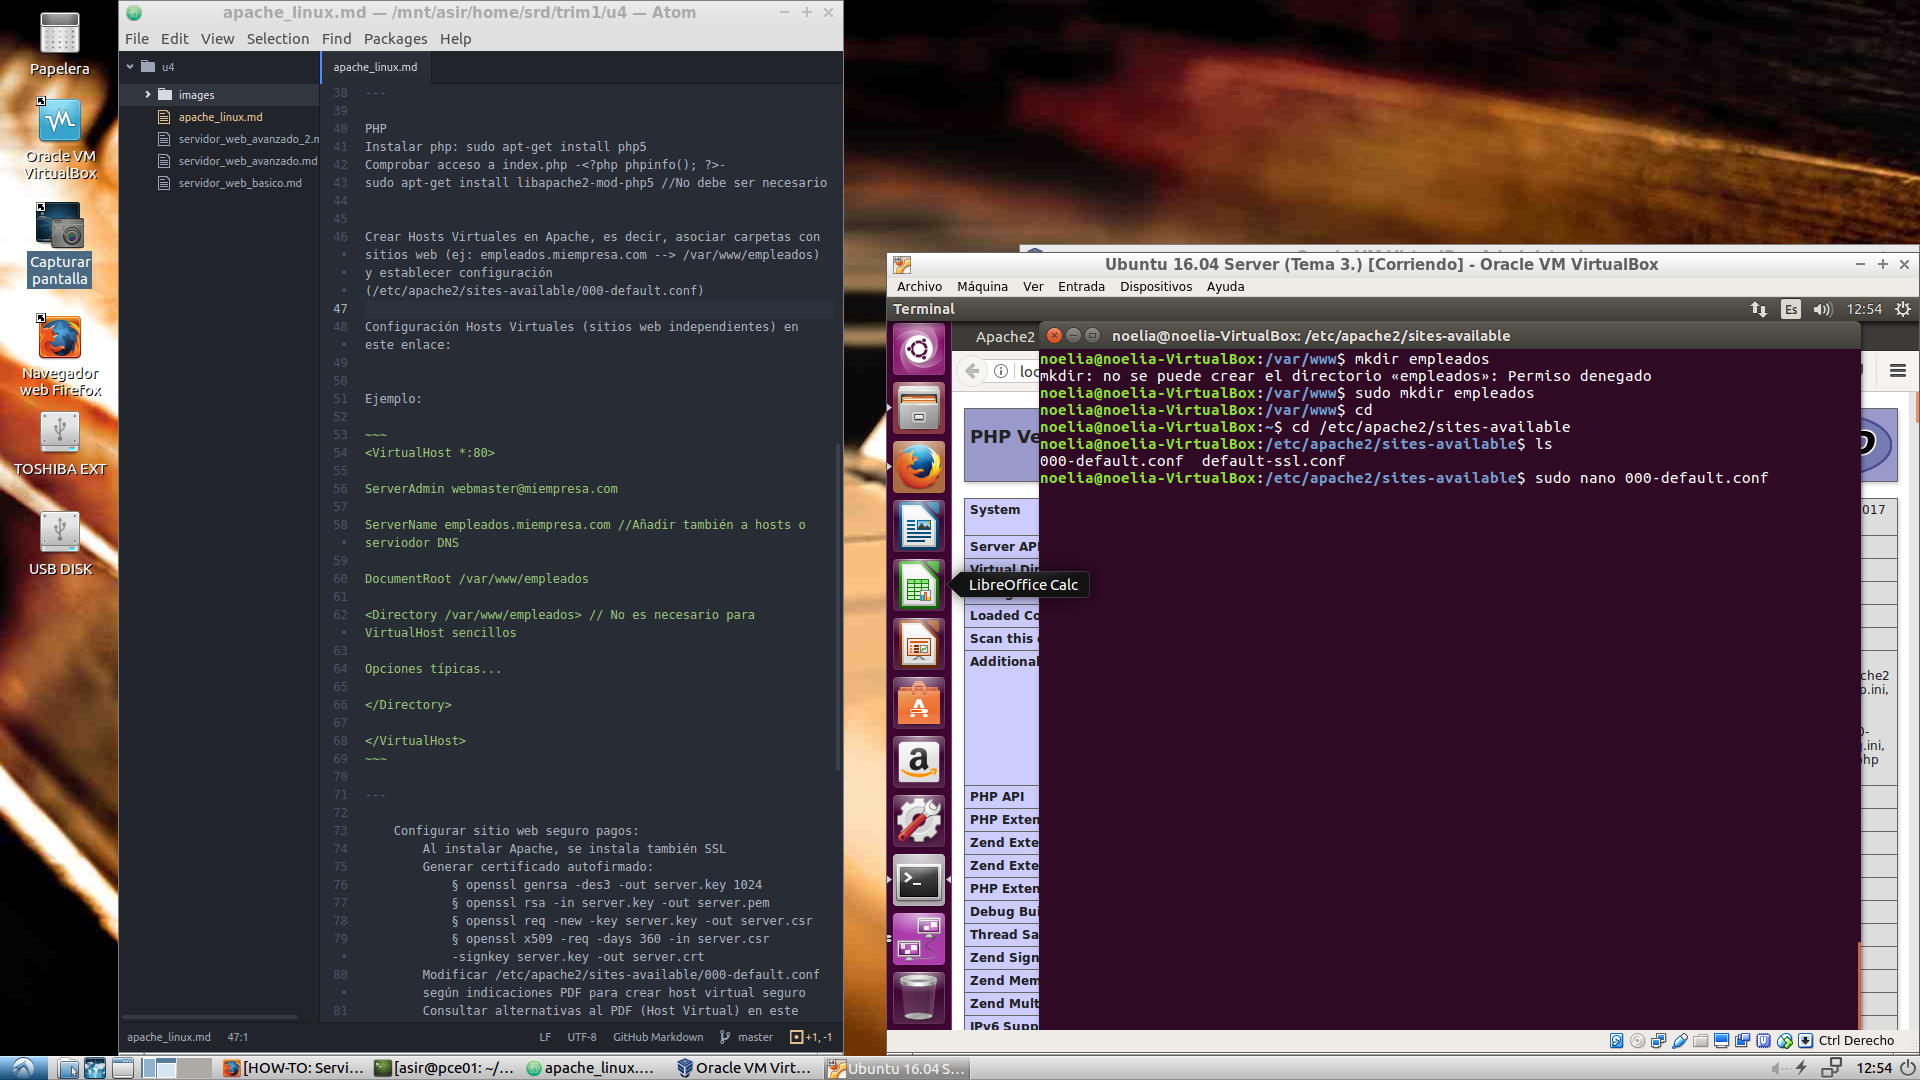 Papelera
Oracle VM
VirtualBox
Capturar
pantalla
Navegador
web Firefox
TOSHIBA EXT
USB DISK
apache_linux.md — /mnt/asir/home/srd/trim1/u4 — Atom
File Edit View Selection Find Packages Help
u4
images
apache_linux.md
servidor_web_avanzado_2.m
servidor_web_avanzado.md
servidor_web_basico.md
apache_linux.md
38 ---
39
40 PHP
41 Instalar php: sudo apt-get install php5
42 Comprobar acceso a index.php -<?php phpinfo(); ?>-
43 sudo apt-get install libapache2-mod-php5 //No debe ser necesario
44
45
46 Crear Hosts Virtuales en Apache, es decir, asociar carpetas con
• sitios web (ej: empleados.miempresa.com --> /var/www/empleados)
• y establecer configuración
• (/etc/apache2/sites-available/000-default.conf)
47
48 Configuración Hosts Virtuales (sitios web independientes) en
• este enlace:
49
50
51 Ejemplo:
52
53 ~~~
54 <VirtualHost *:80>
55
56 ServerAdmin webmaster@miempresa.com
57
58 ServerName empleados.miempresa.com //Añadir también a hosts o
• serviodor DNS
59
60 DocumentRoot /var/www/empleados
61
62 <Directory /var/www/empleados> // No es necesario para
• VirtualHost sencillos
63
64 Opciones típicas...
65
66 </Directory>
67
68 </VirtualHost>
69 ~~~
70
71 ---
72
73 Configurar sitio web seguro pagos:
74 Al instalar Apache, se instala también SSL
75 Generar certificado autofirmado:
76 § openssl genrsa -des3 -out server.key 1024
77 § openssl rsa -in server.key -out server.pem
78 § openssl req -new -key server.key -out server.csr
79 § openssl x509 -req -days 360 -in server.csr
• -signkey server.key -out server.crt
80 Modificar /etc/apache2/sites-available/000-default.conf
• según indicaciones PDF para crear host virtual seguro
81 Consultar alternativas al PDF (Host Virtual) en este
apache_linux.md 47:1 LF UTF-8 GitHub Markdown master +1, -1
Ubuntu 16.04 Server (Tema 3.) [Corriendo] - Oracle VM VirtualBox
Archivo Máquina Ver Entrada Dispositivos Ayuda
Terminal Es 12:54
Apache2
noelia@noelia-VirtualBox: /etc/apache2/sites-available
loc
noelia@noelia-VirtualBox:/var/www$ mkdir empleados
mkdir: no se puede crear el directorio «empleados»: Permiso denegado
noelia@noelia-VirtualBox:/var/www$ sudo mkdir empleados
noelia@noelia-VirtualBox:/var/www$ cd
noelia@noelia-VirtualBox:~$ cd /etc/apache2/sites-available
noelia@noelia-VirtualBox:/etc/apache2/sites-available$ ls
000-default.conf default-ssl.conf
noelia@noelia-VirtualBox:/etc/apache2/sites-available$ sudo nano 000-default.conf
PHP Ve
System 017
Server API
Virtual Dir
LibreOffice Calc
Loaded Co
Scan this
Additional
ache2
.ini,
.ini,
hp
PHP API
PHP Exten
Zend Exte
Zend Exte
PHP Exten
Debug Bui
Thread Sa
Zend Sign
Zend Mem
Zend Mult
IPv6 Supp
Ctrl Derecho
[HOW-TO: Servi... [asir@pce01: ~/... apache_linux.md... Oracle VM Virt... Ubuntu 16.04 S... 12:54